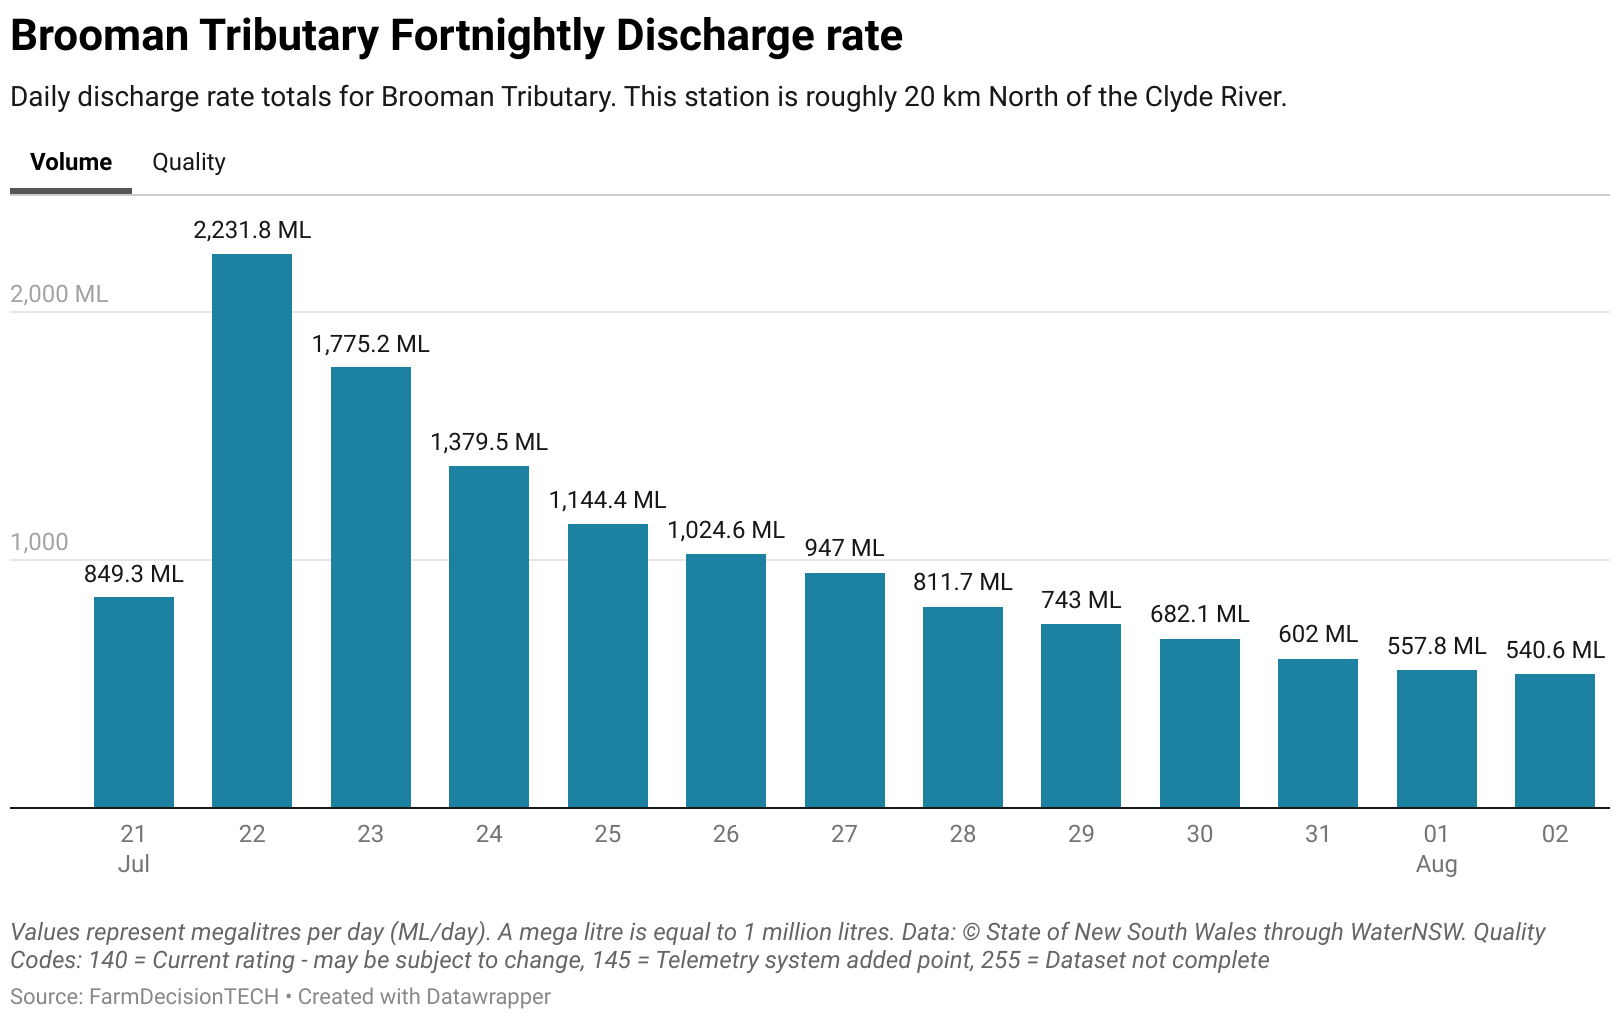 Brooman Tributary Fortnightly Discharge rate
Daily discharge rate totals for Brooman Tributary. This station is roughly 20 km North of the Clyde River.
Volume Quality
2,231.8 ML
2,000 ML
1,775.2 ML
1,379.5 ML
1,144.4 ML
1,024.6 ML
1,000
947 ML
849.3 ML
811.7 ML
743 ML
682.1 ML
602 ML
557.8 ML
540.6 ML
21 22 23 24 25 26 27 28 29 30 31 01 02
Jul Aug
Values represent megalitres per day (ML/day). A mega litre is equal to 1 million litres. Data: © State of New South Wales through WaterNSW. Quality
Codes: 140 = Current rating - may be subject to change, 145 = Telemetry system added point, 255 = Dataset not complete
Source: FarmDecisionTECH • Created with Datawrapper